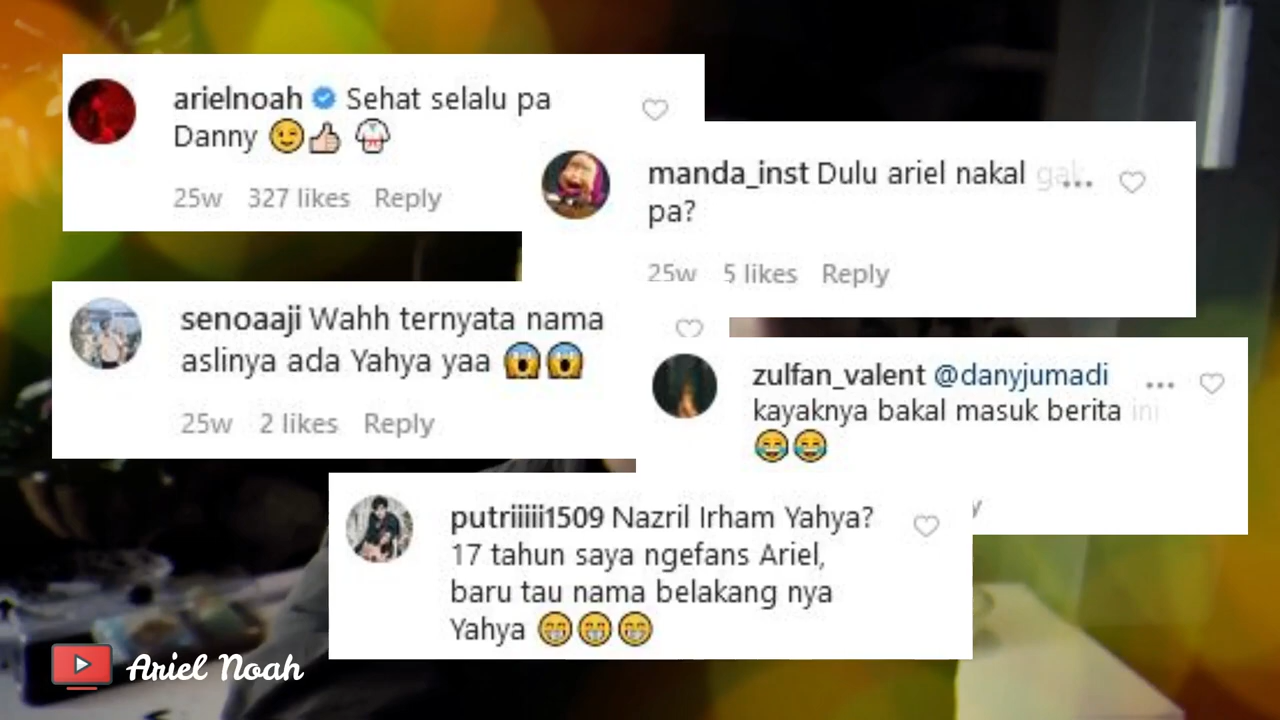 arielnoah Sehat selalu pa
Danny 😉👍🏻🥋
25w 327 likes Reply
manda_inst Dulu ariel nakal gak
pa?
25w 5 likes Reply
senoaaji Wahh ternyata nama
aslinya ada Yahya yaa 😱😱
25w 2 likes Reply
zulfan_valent @danyjumadi
kayaknya bakal masuk berita ini
😂😂
y
putriiiii1509 Nazril Irham Yahya?
17 tahun saya ngefans Ariel,
baru tau nama belakang nya
Yahya 😁😁😁
Ariel Noah